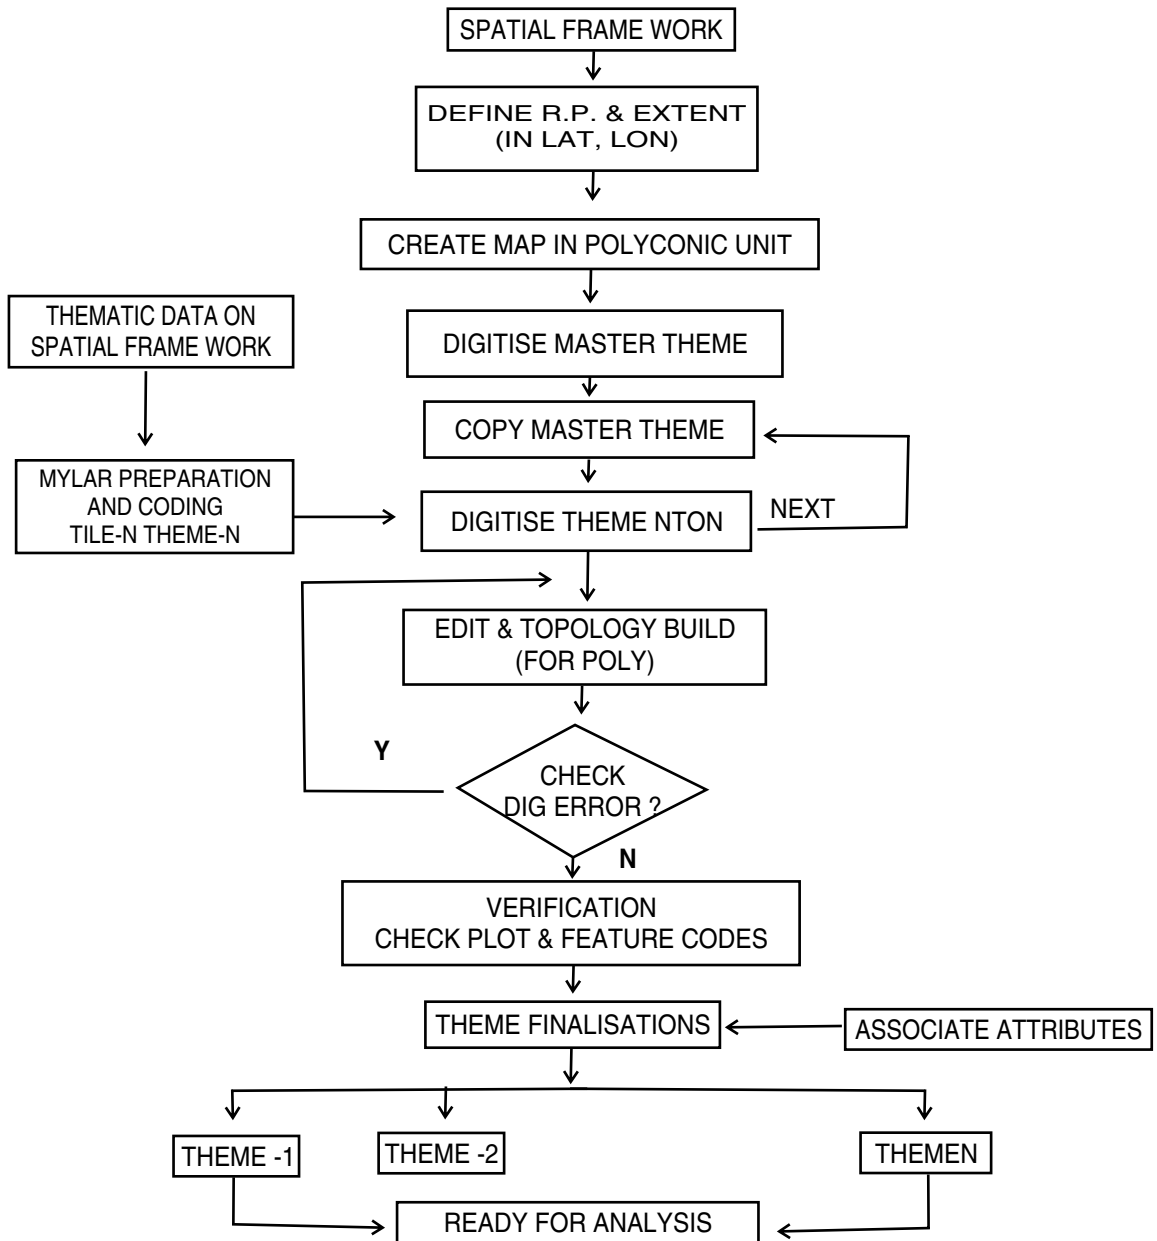 SPATIAL FRAME WORK
DEFINE R.P. & EXTENT
(IN LAT, LON)
CREATE MAP IN POLYCONIC UNIT
THEMATIC DATA ON
SPATIAL FRAME WORK
DIGITISE MASTER THEME
COPY MASTER THEME
MYLAR PREPARATION
AND CODING
TILE-N THEME-N
DIGITISE THEME NTON
NEXT
EDIT & TOPOLOGY BUILD
(FOR POLY)
Y
CHECK
DIG ERROR ?
N
VERIFICATION
CHECK PLOT & FEATURE CODES
THEME FINALISATIONS
ASSOCIATE ATTRIBUTES
THEME -1
THEME -2
THEMEN
READY FOR ANALYSIS